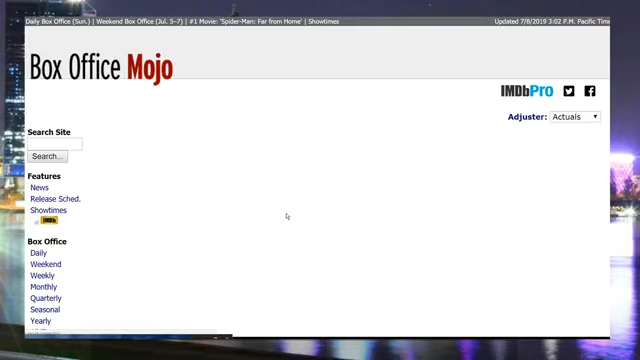 Daily Box Office (Sun.) | Weekend Box Office (Jul. 5–7) | #1 Movie: 'Spider-Man: Far from Home' | Showtimes
Updated 7/8/2019 3:02 P.M. Pacific Time
Box Office Mojo
IMDbPro
Adjuster: Actuals
Search Site
Search...
Features
News
Release Sched.
Showtimes
IMDb
Box Office
Daily
Weekend
Weekly
Monthly
Quarterly
Seasonal
Yearly